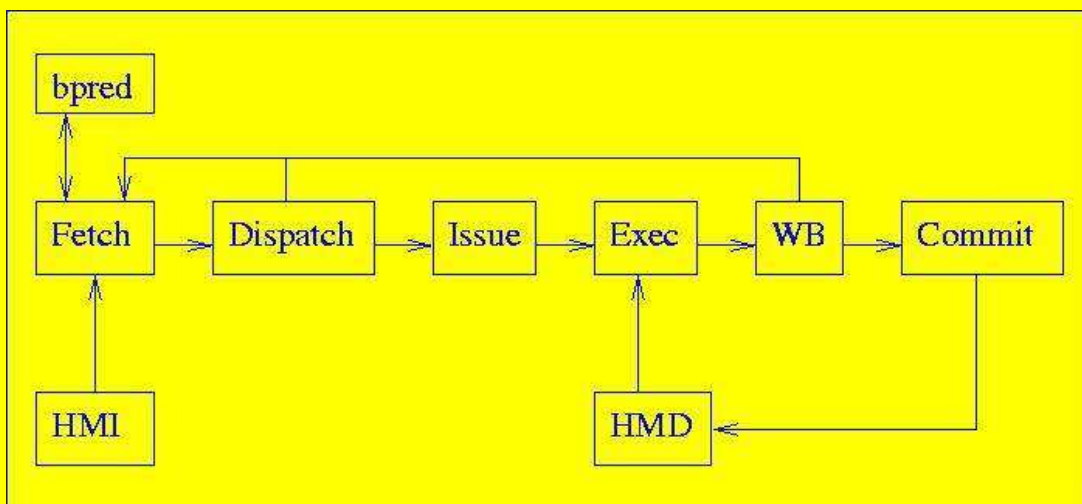 bpred
Fetch
Dispatch
Issue
Exec
WB
Commit
HMI
HMD